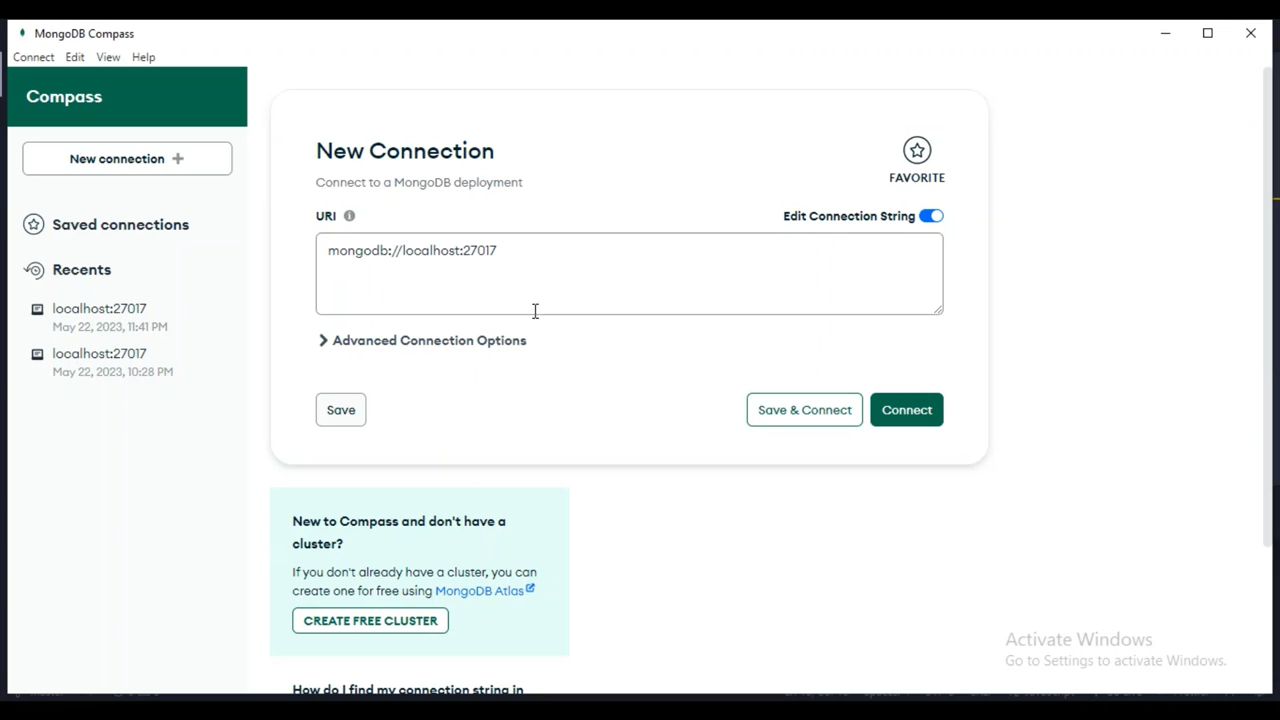 MongoDB Compass
Connect Edit View Help
Compass
New connection
Saved connections
Recents
localhost:27017
May 22, 2023, 11:41 PM
localhost:27017
May 22, 2023, 10:28 PM
New Connection
Connect to a MongoDB deployment
FAVORITE
URI
Edit Connection String
mongodb://localhost:27017
Advanced Connection Options
Save
Save & Connect
Connect
New to Compass and don't have a
cluster?
If you don't already have a cluster, you can
create one for free using MongoDB Atlas
CREATE FREE CLUSTER
How do I find my connection string in
Activate Windows
Go to Settings to activate Windows.